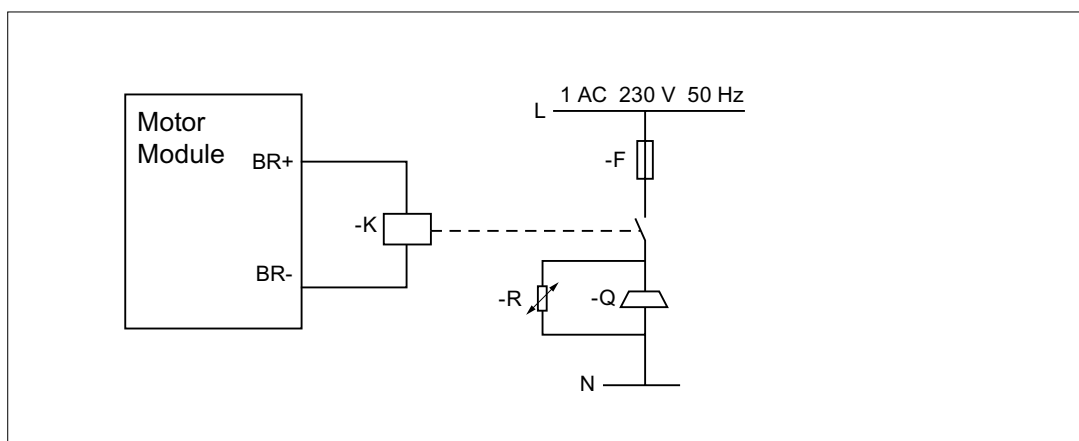 Motor
Module
BR+
BR-
-K
L 1 AC 230 V 50 Hz
-F
-R
-Q
N